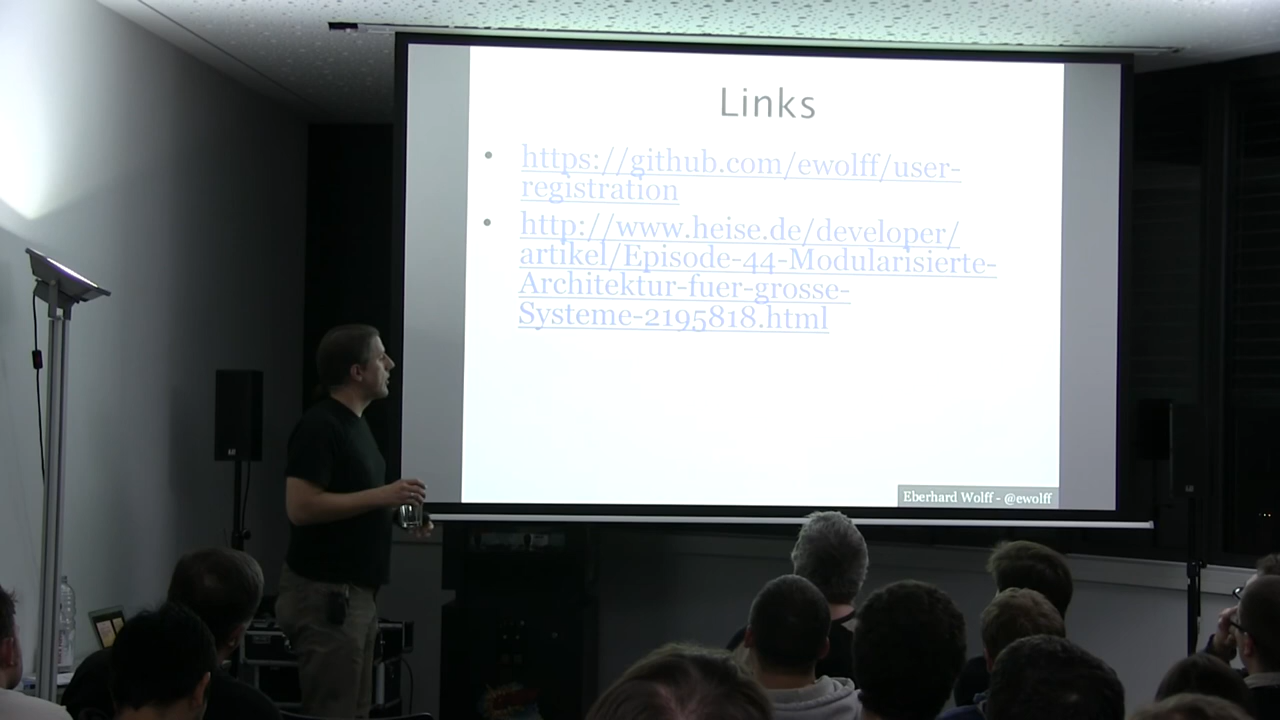 Links
• https://github.com/ewolff/user-
registration
• http://www.heise.de/developer/
artikel/Episode-44-Modularisierte-
Architektur-fuer-grosse-
Systeme-2195818.html
Eberhard Wolff - @ewolff